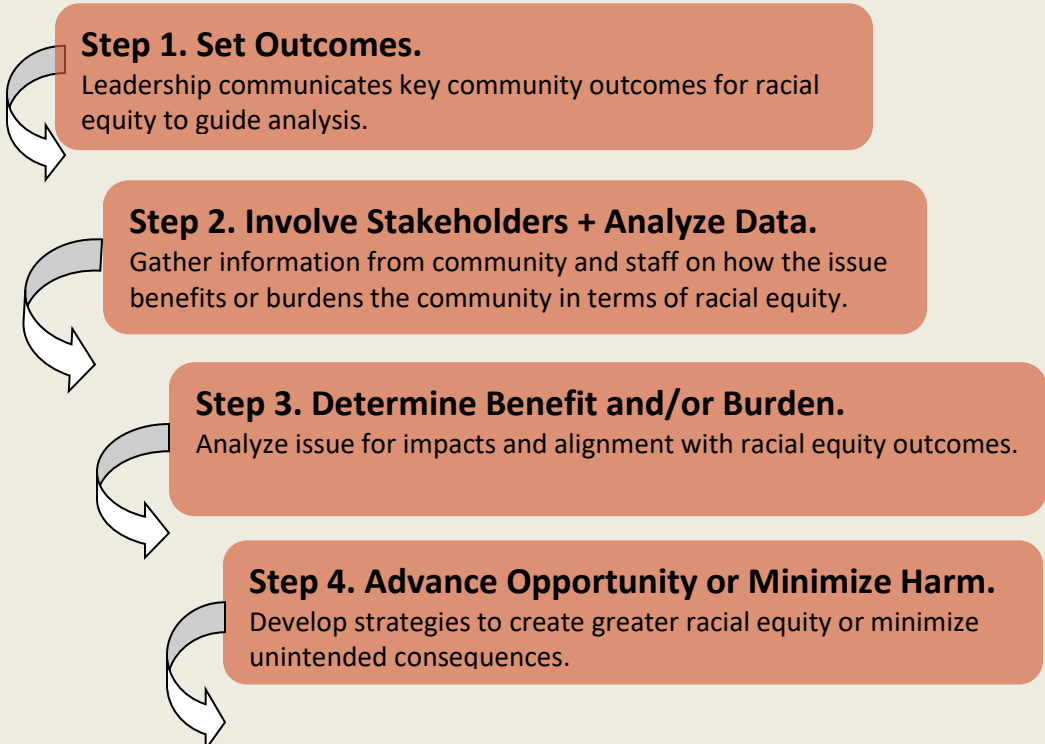 Step 1. Set Outcomes.
Leadership communicates key community outcomes for racial
equity to guide analysis.
Step 2. Involve Stakeholders + Analyze Data.
Gather information from community and staff on how the issue
benefits or burdens the community in terms of racial equity.
Step 3. Determine Benefit and/or Burden.
Analyze issue for impacts and alignment with racial equity outcomes.
Step 4. Advance Opportunity or Minimize Harm.
Develop strategies to create greater racial equity or minimize
unintended consequences.